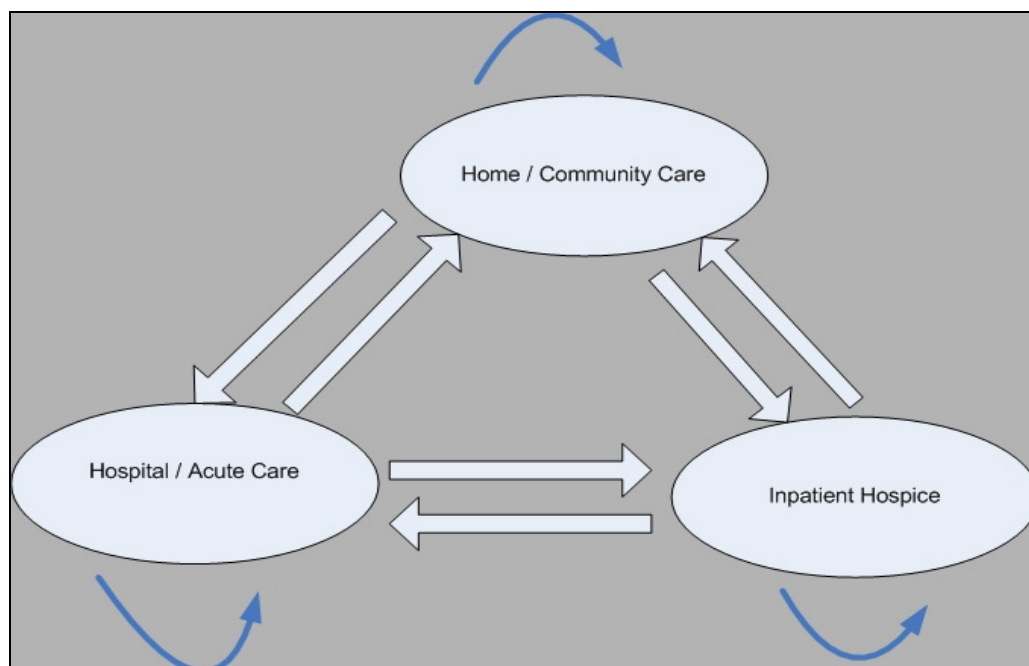 Home / Community Care
Hospital / Acute Care
Inpatient Hospice